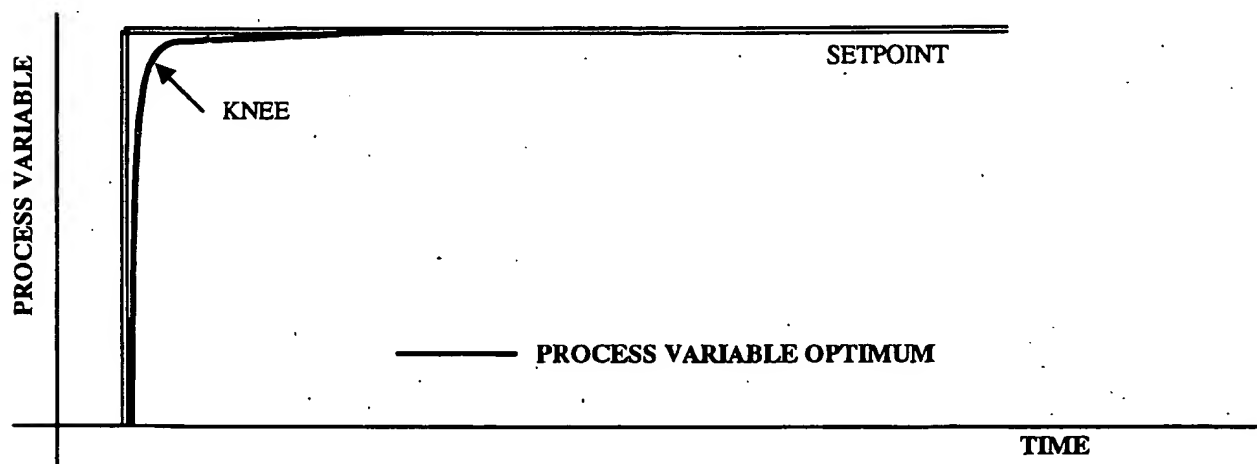 SETPOINT
KNEE
PROCESS VARIABLE
PROCESS VARIABLE OPTIMUM
TIME